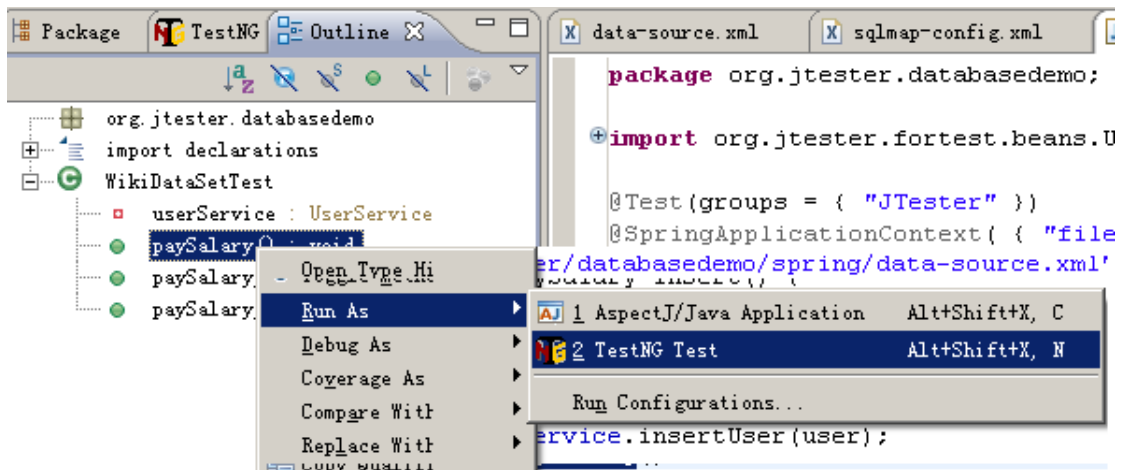 Package TestNG Outline
data-source.xml sqlmap-config.xml
org.jtester.databasedemo
import declarations
WikiDataSetTest
userService : UserService
paySalary() : void
paySalary
paySalary
package org.jtester.databasedemo;
import org.jtester.fortest.beans.U
@Test(groups = { "JTester" })
@SpringApplicationContext( { "file
er/databasedemo/spring/data-source.xml"
insert() {
ervice.insertUser(user);
Open Type Hi
Run As
Debug As
Coverage As
Compare With
Replace With
1 AspectJ/Java Application Alt+Shift+X, C
2 TestNG Test Alt+Shift+X, N
Run Configurations...